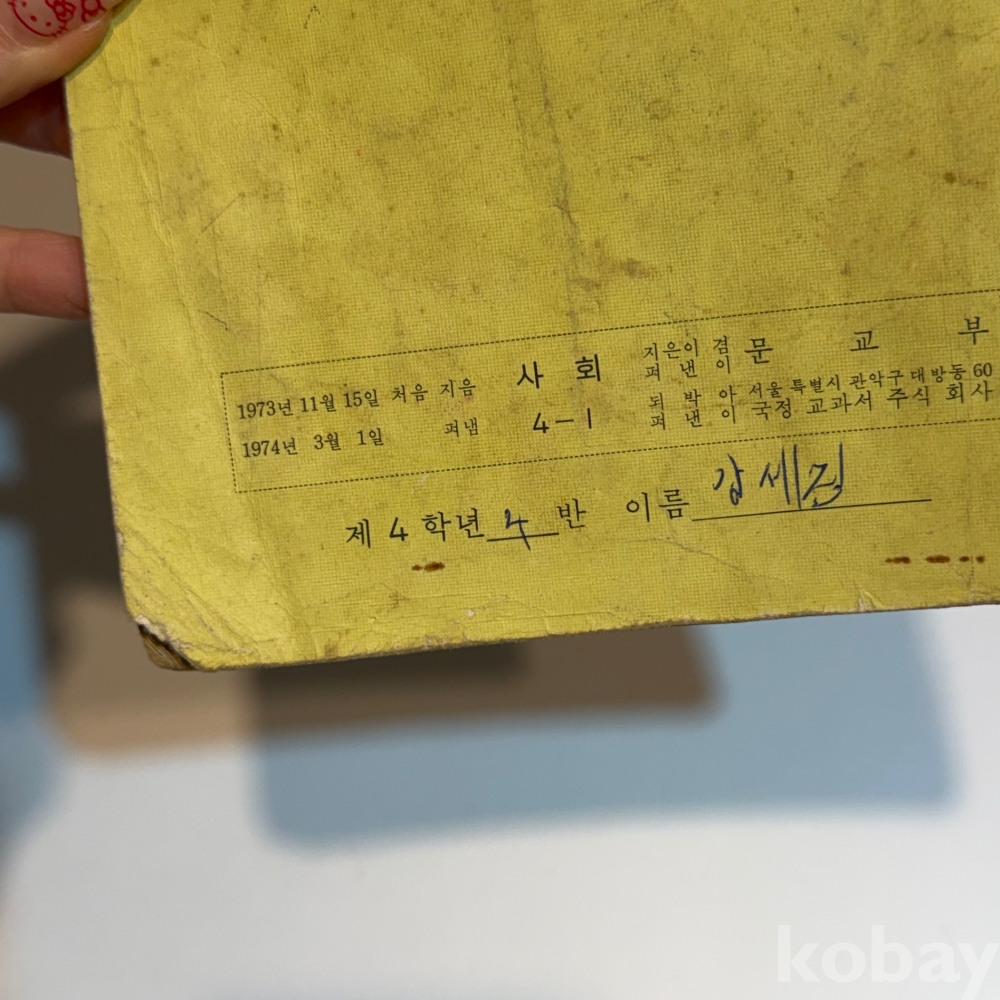 1973년 11월 15일 처음 지음
1974년 3월 1일 펴냄
사 회
4-1
지은이 겸
펴 낸 이
문 교 부
되 박 아
펴 낸 이
서울 특별시 관악구 대방동 60
국정 교과서 주식 회사
제 4 학년 4 반 이름
kobay